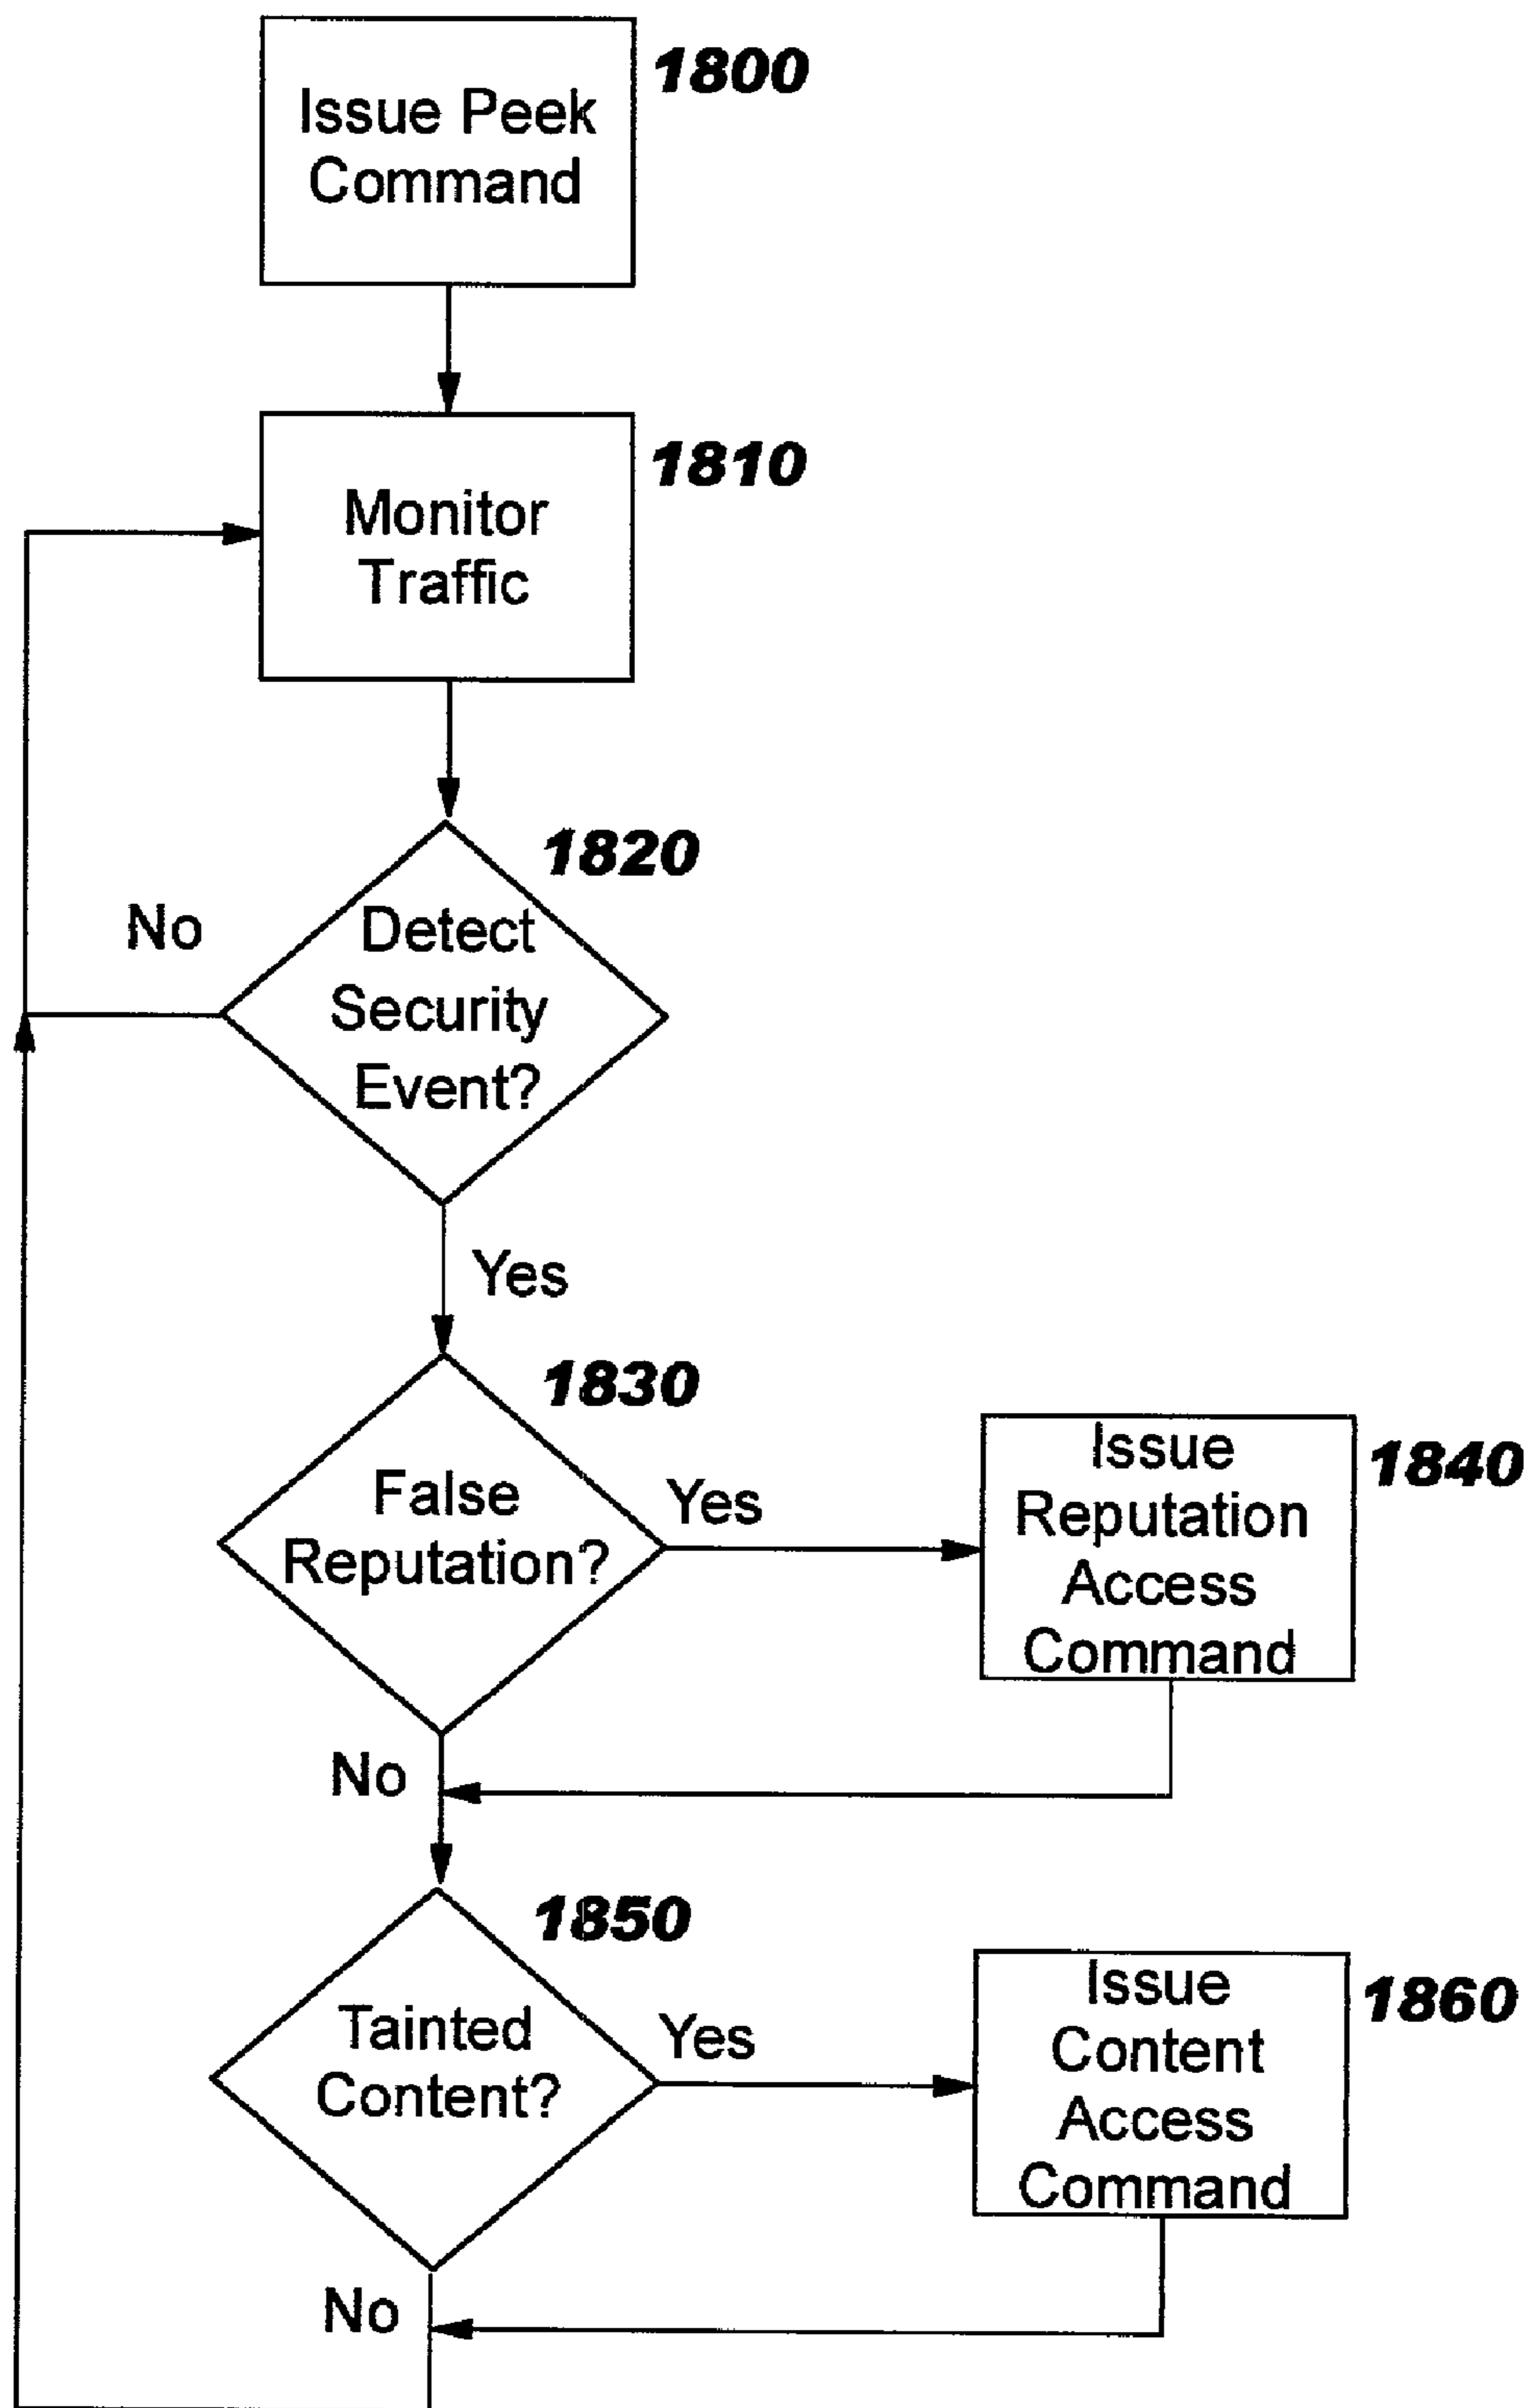 Issue Peek
Command
1800
Monitor
Traffic
1810
1820
No
Detect
Security
Event?
Yes
1830
False
Reputation?
Yes
Issue
Reputation
Access
Command
1840
No
1850
Tainted
Content?
Yes
Issue
Content
Access
Command
1860
No